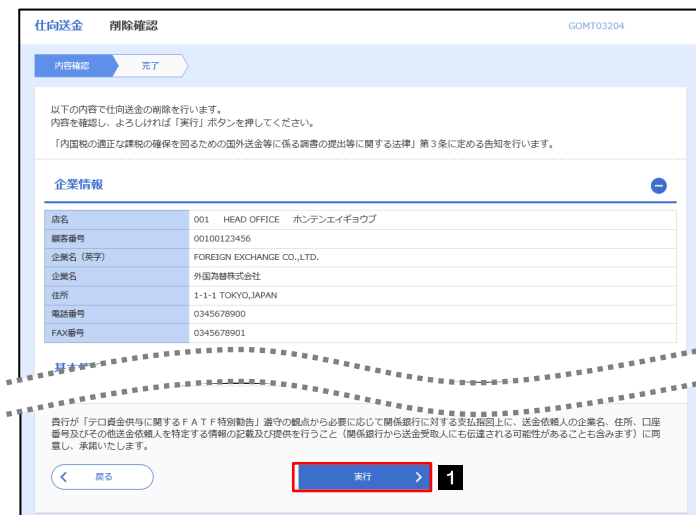 仕向送金 削除確認 GOMT03204
内容確認 完了
以下の内容で仕向送金の削除を行います。
内容を確認し、よろしければ「実行」ボタンを押してください。
「内国税の適正な課税の確保を図るための国外送金等に係る調書の提出等に関する法律」第3条に定める告知を行います。
企業情報
店名 001 HEAD OFFICE ホンテンエイギョウブ
顧客番号 00100123456
企業名（英字） FOREIGN EXCHANGE CO.,LTD.
企業名 外国為替株式会社
住所 1-1-1 TOKYO,JAPAN
電話番号 0345678900
FAX番号 0345678901
基本
貴行が「テロ資金供与に関するＦＡＴＦ特別勧告」遵守の観点から必要に応じて関係銀行に対する支払指図上に、送金依頼人の企業名、住所、口座
番号及びその他送金依頼人を特定する情報の記載及び提供を行うこと（関係銀行から送金受取人にも伝達される可能性があることも含みます）に同
意し、承諾いたします。
戻る 実行 1